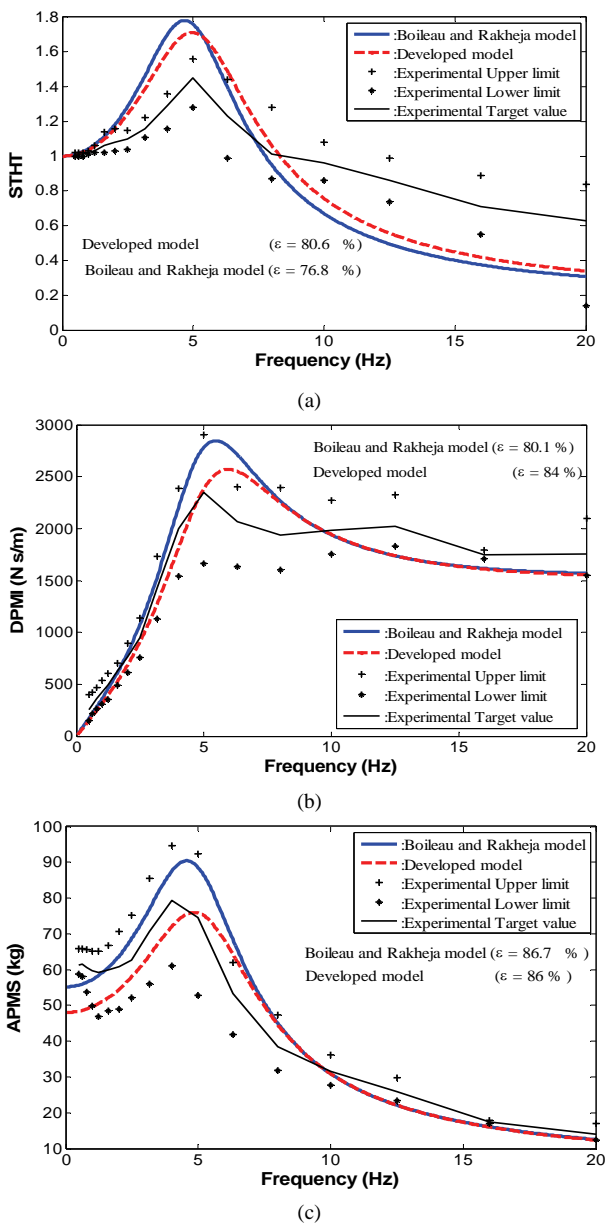 1.8
1.6
1.4
1.2
1
0.8
0.6
0.4
0.2
0
STHT
:Boileau and Rakheja model
:Developed model
:Experimental Upper limit
:Experimental Lower limit
:Experimental Target value
Developed model (ε = 80.6 %)
Boileau and Rakheja model (ε = 76.8 %)
0 5 10 15 20
Frequency (Hz)
(a)
3000
2500
2000
1500
1000
500
0
DPMI (N s/m)
Boileau and Rakheja model (ε = 80.1 %)
Developed model (ε = 84 %)
:Boileau and Rakheja model
:Developed model
:Experimental Upper limit
:Experimental Lower limit
:Experimental Target value
0 5 10 15 20
Frequency (Hz)
(b)
100
90
80
70
60
50
40
30
20
10
APMS (kg)
:Boileau and Rakheja model
:Developed model
:Experimental Upper limit
:Experimental Lower limit
:Experimental Target value
Boileau and Rakheja model (ε = 86.7 %)
Developed model (ε = 86 %)
0 5 10 15 20
Frequency (Hz)
(c)